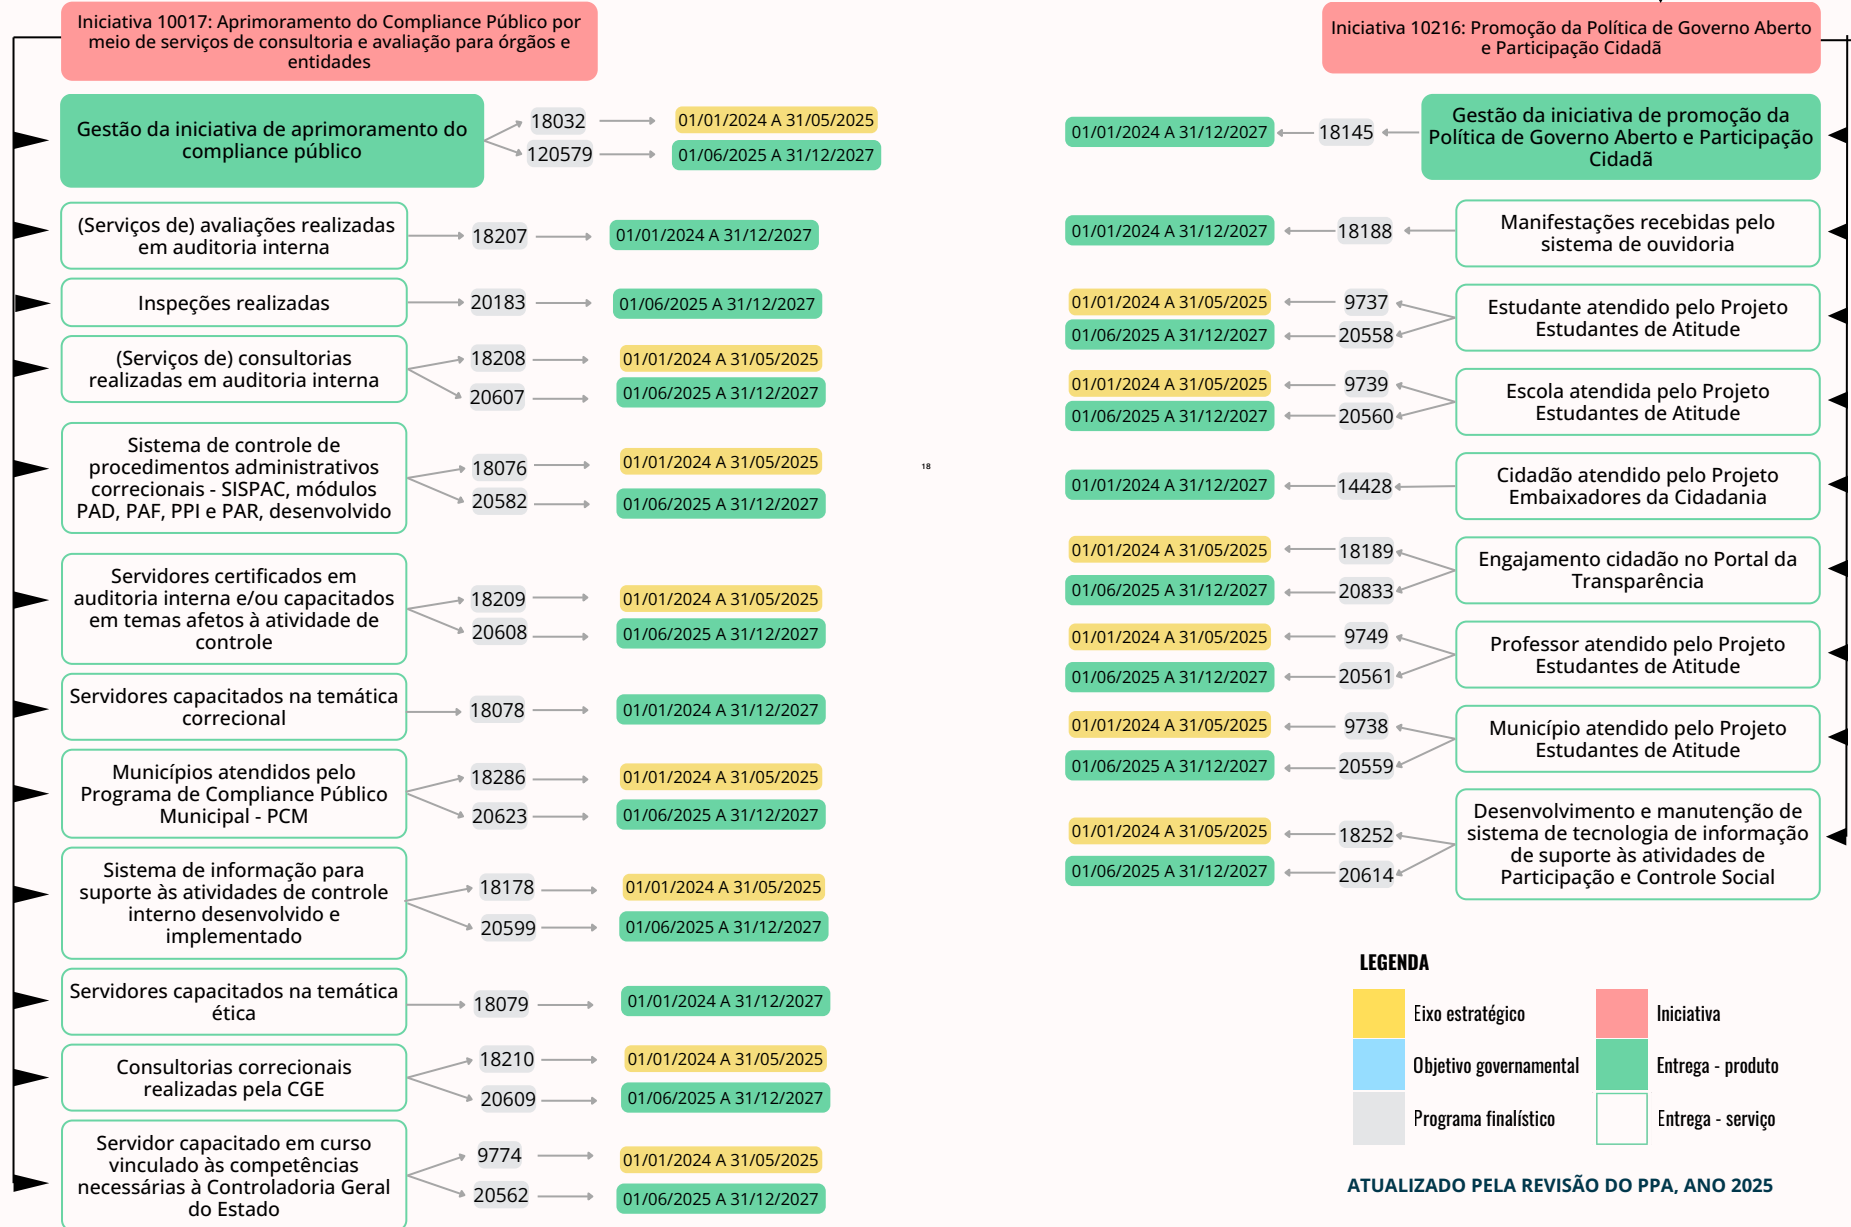 Iniciativa 10017: Aprimoramento do Compliance Público por
meio de serviços de consultoria e avaliação para órgãos e
entidades
Gestão da iniciativa de aprimoramento do
compliance público
18032
01/01/2024 A 31/05/2025
120579
01/06/2025 A 31/12/2027
(Serviços de) avaliações realizadas
em auditoria interna
18207
01/01/2024 A 31/12/2027
Inspeções realizadas
20183
01/06/2025 A 31/12/2027
(Serviços de) consultorias
realizadas em auditoria interna
18208
01/01/2024 A 31/05/2025
20607
01/06/2025 A 31/12/2027
Sistema de controle de
procedimentos administrativos
correcionais - SISPAC, módulos
PAD, PAF, PPI e PAR, desenvolvido
18076
01/01/2024 A 31/05/2025
20582
01/06/2025 A 31/12/2027
Servidores certificados em
auditoria interna e/ou capacitados
em temas afetos à atividade de
controle
18209
01/01/2024 A 31/05/2025
20608
01/06/2025 A 31/12/2027
Servidores capacitados na temática
correcional
18078
01/01/2024 A 31/12/2027
Municípios atendidos pelo
Programa de Compliance Público
Municipal - PCM
18286
01/01/2024 A 31/05/2025
20623
01/06/2025 A 31/12/2027
Sistema de informação para
suporte às atividades de controle
interno desenvolvido e
implementado
18178
01/01/2024 A 31/05/2025
20599
01/06/2025 A 31/12/2027
Servidores capacitados na temática
ética
18079
01/01/2024 A 31/12/2027
Consultorias correcionais
realizadas pela CGE
18210
01/01/2024 A 31/05/2025
20609
01/06/2025 A 31/12/2027
Servidor capacitado em curso
vinculado às competências
necessárias à Controladoria Geral
do Estado
9774
01/01/2024 A 31/05/2025
20562
01/06/2025 A 31/12/2027
18
Iniciativa 10216: Promoção da Política de Governo Aberto
e Participação Cidadã
Gestão da iniciativa de promoção da
Política de Governo Aberto e Participação
Cidadã
18145
01/01/2024 A 31/12/2027
Manifestações recebidas pelo
sistema de ouvidoria
18188
01/01/2024 A 31/12/2027
Estudante atendido pelo Projeto
Estudantes de Atitude
9737
01/01/2024 A 31/05/2025
20558
01/06/2025 A 31/12/2027
Escola atendida pelo Projeto
Estudantes de Atitude
9739
01/01/2024 A 31/05/2025
20560
01/06/2025 A 31/12/2027
Cidadão atendido pelo Projeto
Embaixadores da Cidadania
14428
01/01/2024 A 31/12/2027
Engajamento cidadão no Portal da
Transparência
18189
01/01/2024 A 31/05/2025
20833
01/06/2025 A 31/12/2027
Professor atendido pelo Projeto
Estudantes de Atitude
9749
01/01/2024 A 31/05/2025
20561
01/06/2025 A 31/12/2027
Município atendido pelo Projeto
Estudantes de Atitude
9738
01/01/2024 A 31/05/2025
20559
01/06/2025 A 31/12/2027
Desenvolvimento e manutenção de
sistema de tecnologia de informação
de suporte às atividades de
Participação e Controle Social
18252
01/01/2024 A 31/05/2025
20614
01/06/2025 A 31/12/2027
LEGENDA
Eixo estratégico
Iniciativa
Objetivo governamental
Entrega - produto
Programa finalístico
Entrega - serviço
ATUALIZADO PELA REVISÃO DO PPA, ANO 2025